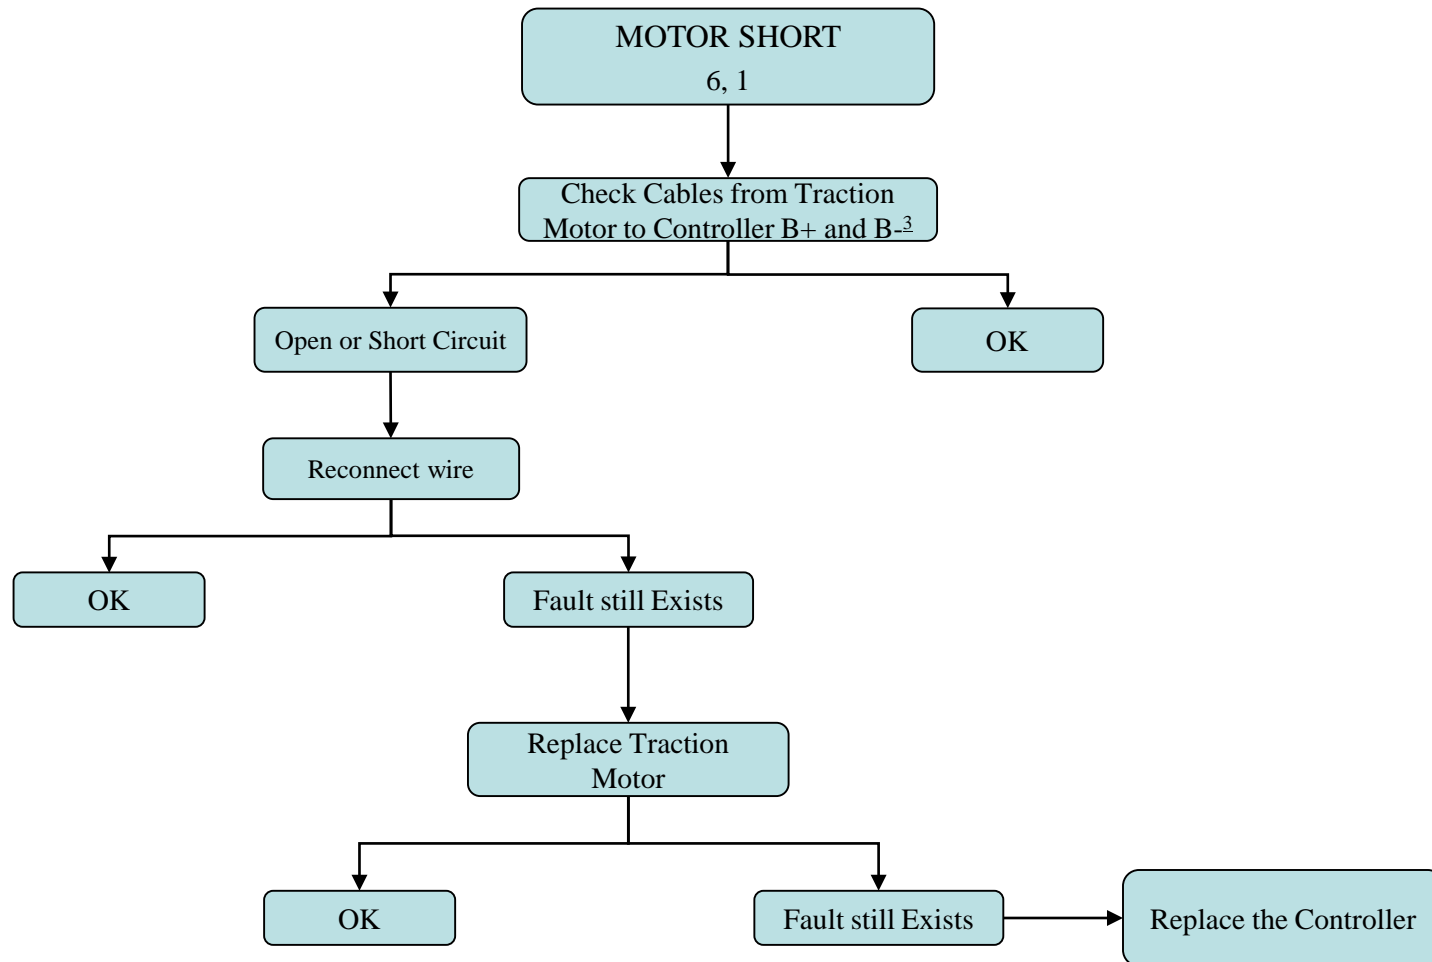 MOTOR SHORT
6, 1
Check Cables from Traction
Motor to Controller B+ and B-3
Open or Short Circuit
OK
Reconnect wire
OK
Fault still Exists
Replace Traction
Motor
OK
Fault still Exists
Replace the Controller